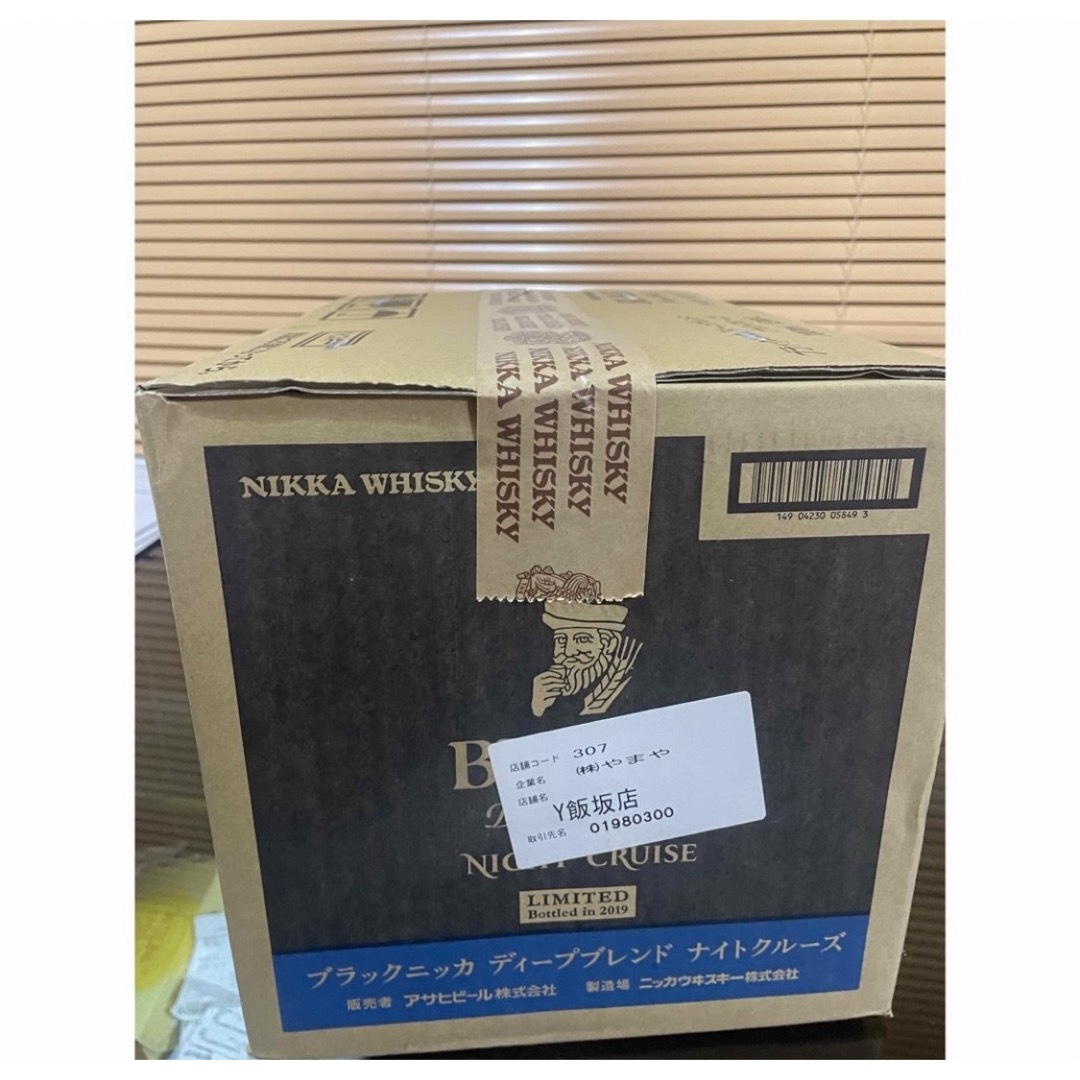 NIKKA WHISKY
NIKKA WHISKY
NIKKA WHISKY
NIKKA WHISKY
NIKKA WHISKY
149 04230 05849 3
店舗コード 307
企業名 (株)やまや
店舗名 Y飯坂店
取引先名 01980300
CRUISE
LIMITED
Bottled in 2019
ブラックニッカ ディープブレンド ナイトクルーズ
販売者 アサヒビール株式会社 製造場 ニッカウヰスキー株式会社